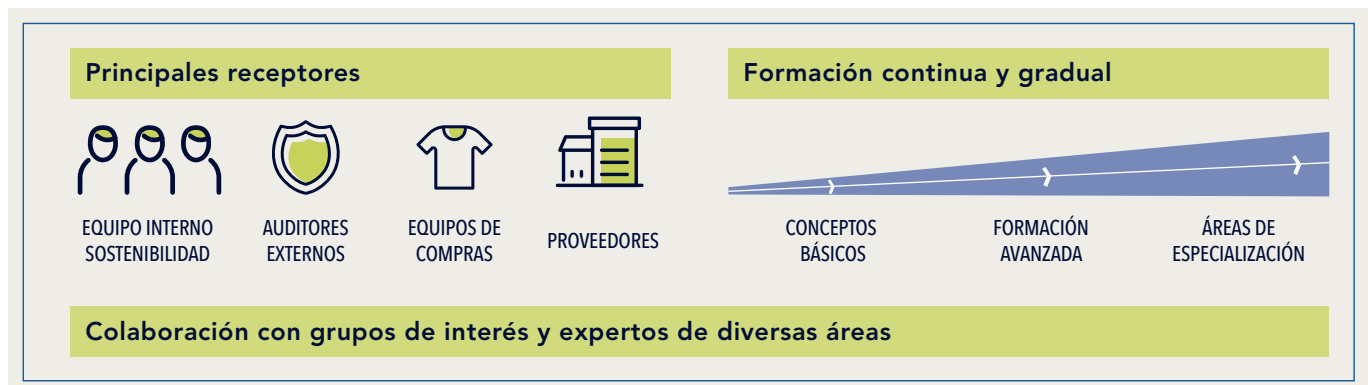 Principales receptores
EQUIPO INTERNO
SOSTENIBILIDAD
AUDITORES
EXTERNOS
EQUIPOS DE
COMPRAS
PROVEEDORES
Formación continua y gradual
CONCEPTOS
BÁSICOS
FORMACIÓN
AVANZADA
ÁREAS DE
ESPECIALIZACIÓN
Colaboración con grupos de interés y expertos de diversas áreas